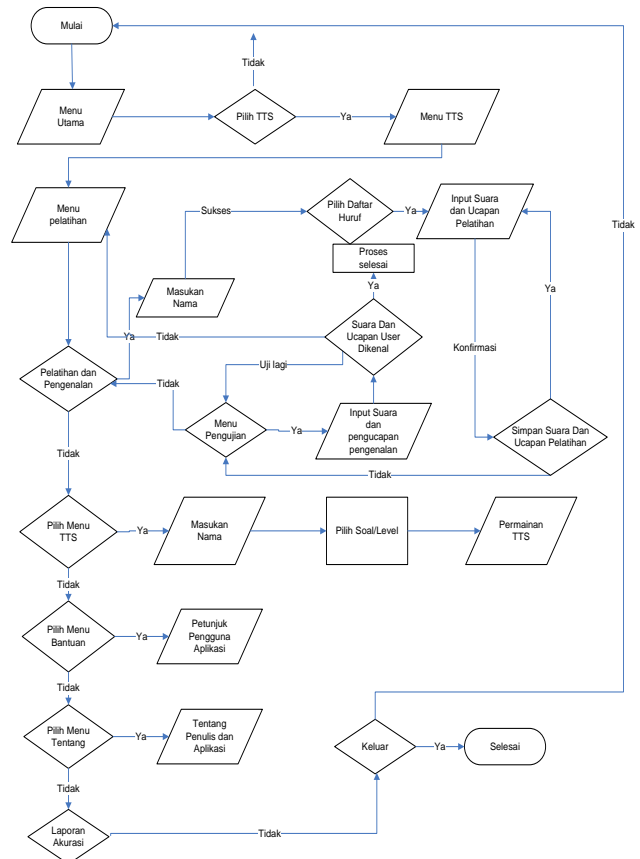 Mulai
Tidak
Menu
Utama
Pilih TTS
Ya
Menu TTS
Menu
pelatihan
Sukses
Pilih Daftar
Huruf
Ya
Input Suara
dan Ucapan
Pelatihan
Tidak
Proses
selesai
Masukan
Nama
Ya
Ya
Suara Dan
Ucapan User
Dikenal
Ya
Tidak
Konfirmasi
Pelatihan dan
Pengenalan
Uji lagi
Tidak
Menu
Pengujian
Ya
Input Suara
dan
pengucapan
pengenalan
Simpan Suara Dan
Ucapan Pelatihan
Tidak
Tidak
Pilih Menu
TTS
Ya
Masukan
Nama
Pilih Soal/Level
Permainan
TTS
Tidak
Pilih Menu
Bantuan
Ya
Petunjuk
Pengguna
Aplikasi
Tidak
Pilih Menu
Tentang
Ya
Tentang
Penulis dan
Aplikasi
Keluar
Ya
Selesai
Tidak
Laporan
Akurasi
Tidak